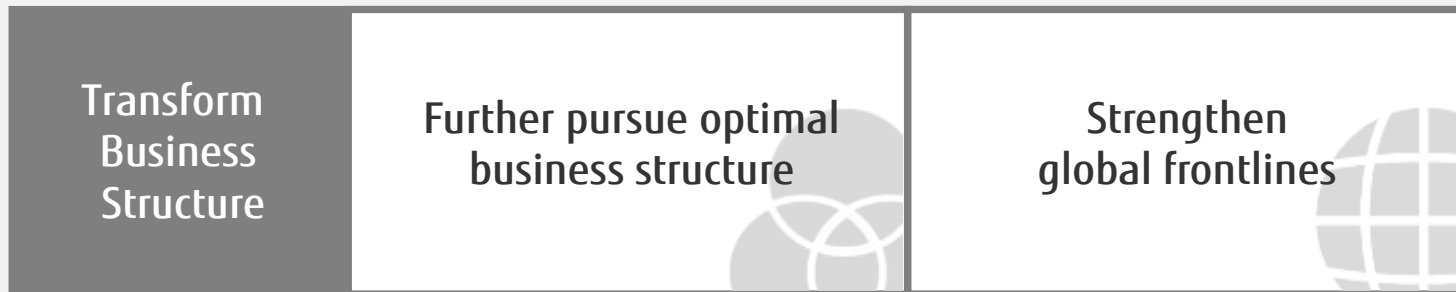 Transform
Business
Structure
Further pursue optimal
business structure
Strengthen
global frontlines